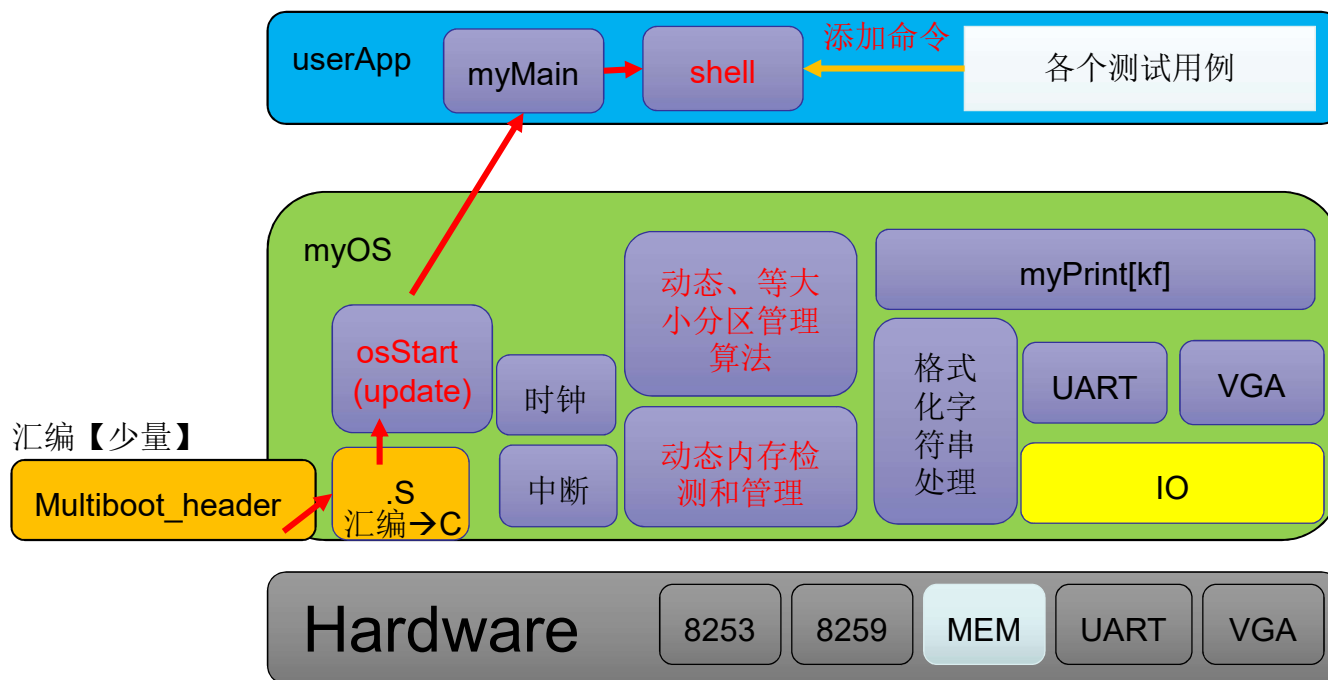 userApp
myMain
shell
添加命令
各个测试用例
myOS
osStart
(update)
时钟
中断
动态、等大
小分区管理
算法
动态内存检
测和管理
myPrint[kf]
格式
化字
符串
处理
UART
VGA
IO
汇编【少量】
Multiboot_header
.S
汇编→C
Hardware
8253
8259
MEM
UART
VGA